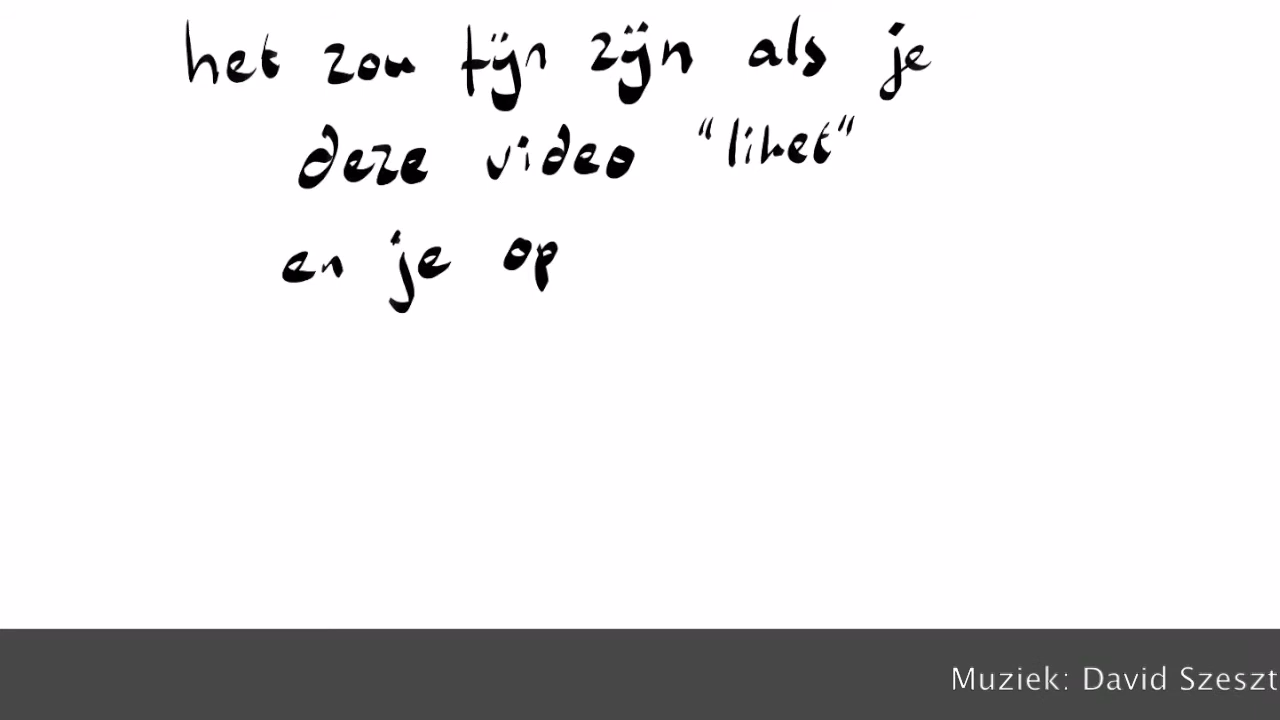 het zou fijn zijn als je
deze video "liket"
en je op
Muziek: David Szeszt